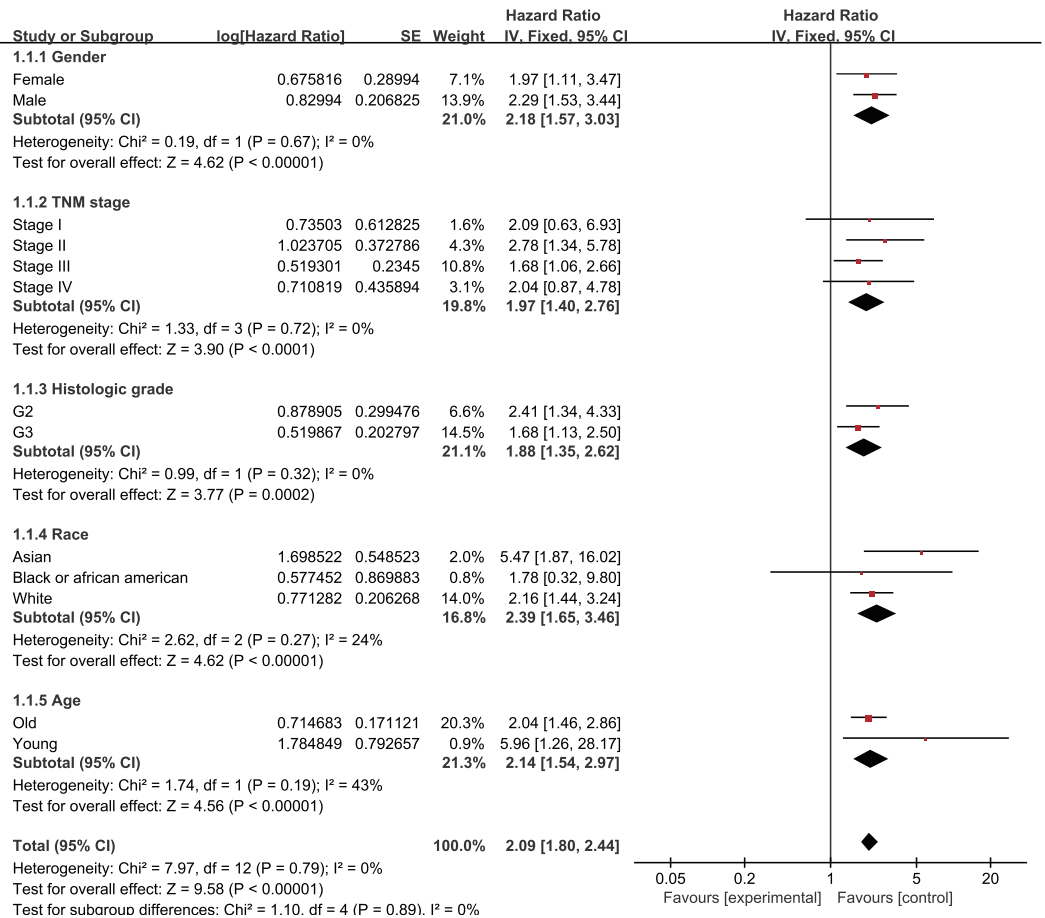 Hazard Ratio Hazard Ratio
Study or Subgroup log[Hazard Ratio] SE Weight IV, Fixed, 95% CI IV, Fixed, 95% CI
1.1.1 Gender
Female 0.675816 0.28994 7.1% 1.97 [1.11, 3.47]
Male 0.82994 0.206825 13.9% 2.29 [1.53, 3.44]
Subtotal (95% CI) 21.0% 2.18 [1.57, 3.03]
Heterogeneity: Chi² = 0.19, df = 1 (P = 0.67); I² = 0%
Test for overall effect: Z = 4.62 (P < 0.00001)
1.1.2 TNM stage
Stage I 0.73503 0.612825 1.6% 2.09 [0.63, 6.93]
Stage II 1.023705 0.372786 4.3% 2.78 [1.34, 5.78]
Stage III 0.519301 0.2345 10.8% 1.68 [1.06, 2.66]
Stage IV 0.710819 0.435894 3.1% 2.04 [0.87, 4.78]
Subtotal (95% CI) 19.8% 1.97 [1.40, 2.76]
Heterogeneity: Chi² = 1.33, df = 3 (P = 0.72); I² = 0%
Test for overall effect: Z = 3.90 (P < 0.0001)
1.1.3 Histologic grade
G2 0.878905 0.299476 6.6% 2.41 [1.34, 4.33]
G3 0.519867 0.202797 14.5% 1.68 [1.13, 2.50]
Subtotal (95% CI) 21.1% 1.88 [1.35, 2.62]
Heterogeneity: Chi² = 0.99, df = 1 (P = 0.32); I² = 0%
Test for overall effect: Z = 3.77 (P = 0.0002)
1.1.4 Race
Asian 1.698522 0.548523 2.0% 5.47 [1.87, 16.02]
Black or african american 0.577452 0.869883 0.8% 1.78 [0.32, 9.80]
White 0.771282 0.206268 14.0% 2.16 [1.44, 3.24]
Subtotal (95% CI) 16.8% 2.39 [1.65, 3.46]
Heterogeneity: Chi² = 2.62, df = 2 (P = 0.27); I² = 24%
Test for overall effect: Z = 4.62 (P < 0.00001)
1.1.5 Age
Old 0.714683 0.171121 20.3% 2.04 [1.46, 2.86]
Young 1.784849 0.792657 0.9% 5.96 [1.26, 28.17]
Subtotal (95% CI) 21.3% 2.14 [1.54, 2.97]
Heterogeneity: Chi² = 1.74, df = 1 (P = 0.19); I² = 43%
Test for overall effect: Z = 4.56 (P < 0.00001)
Total (95% CI) 100.0% 2.09 [1.80, 2.44]
Heterogeneity: Chi² = 7.97, df = 12 (P = 0.79); I² = 0%
Test for overall effect: Z = 9.58 (P < 0.00001)
Test for subgroup differences: Chi² = 1.10, df = 4 (P = 0.89), I² = 0%
0.05 0.2 1 5 20
Favours [experimental] Favours [control]